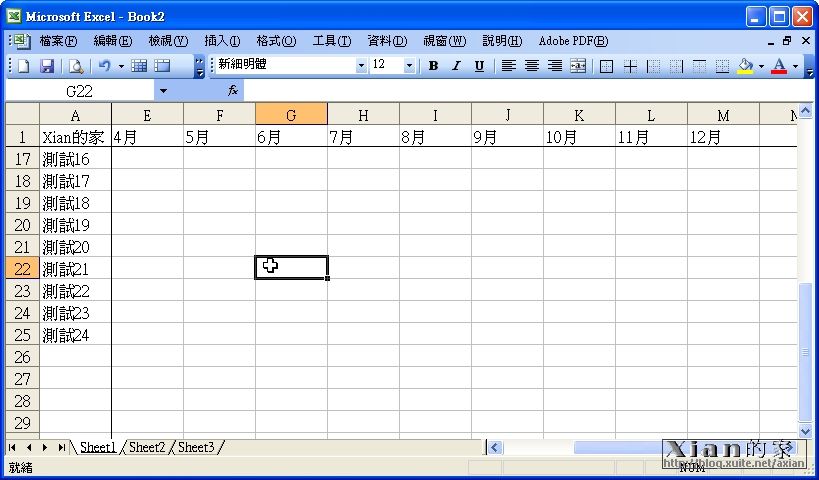 Microsoft Excel - Book2
檔案(F) 編輯(E) 檢視(V) 插入(I) 格式(O) 工具(T) 資料(D) 視窗(W) 說明(H) Adobe PDF(B)
新細明體 12 B I U A
G22 fx
A E F G H I J K L M N
1 Xian的家 4月 5月 6月 7月 8月 9月 10月 11月 12月
17 測試16
18 測試17
19 測試18
20 測試19
21 測試20
22 測試21
23 測試22
24 測試23
25 測試24
26
27
28
29
Sheet1 Sheet2 Sheet3
Xian的家
http://blog.xuite.net/axian
就緒 NUM